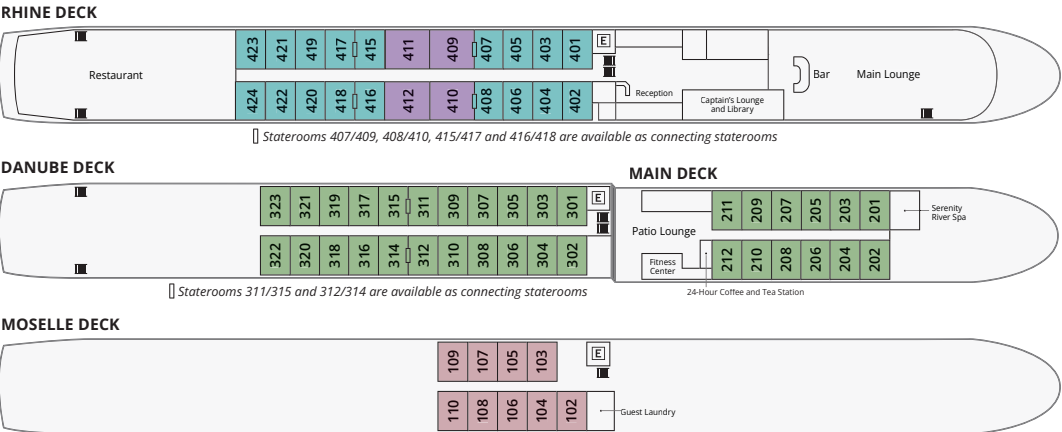 RHINE DECK
423 421 419 417 415 411 409 407 405 403 401 E
Restaurant
Bar Main Lounge
424 422 420 418 416 412 410 408 406 404 402
Reception
Captain's Lounge
and Library
Staterooms 407/409, 408/410, 415/417 and 416/418 are available as connecting staterooms
DANUBE DECK
323 321 319 317 315 311 309 307 305 303 301 E
322 320 318 316 314 312 310 308 306 304 302
Staterooms 311/315 and 312/314 are available as connecting staterooms
MAIN DECK
211 209 207 205 203 201
Serenity
River Spa
Patio Lounge
Fitness
Center
212 210 208 206 204 202
24-Hour Coffee and Tea Station
MOSELLE DECK
109 107 105 103 E
110 108 106 104 102
Guest Laundry